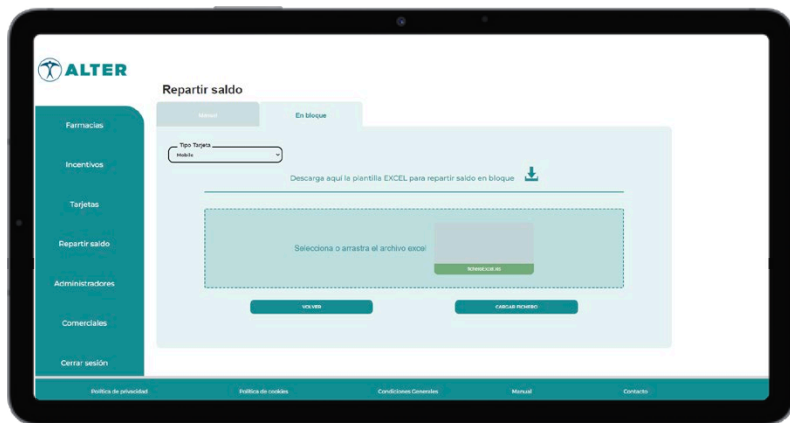 ALTER
Repartir saldo
Manual
En bloque
Farmacias
Incentivos
Tarjetas
Repartir saldo
Administradores
Comerciales
Cerrar sesión
Tipo Tarjeta
Descarga aquí la plantilla EXCEL para repartir saldo en bloque
Selecciona o arrastra el archivo excel
VOLVER
CARGAR FICHERO
Política de privacidad
Política de cookies
Condiciones Generales
Manual
Contacto